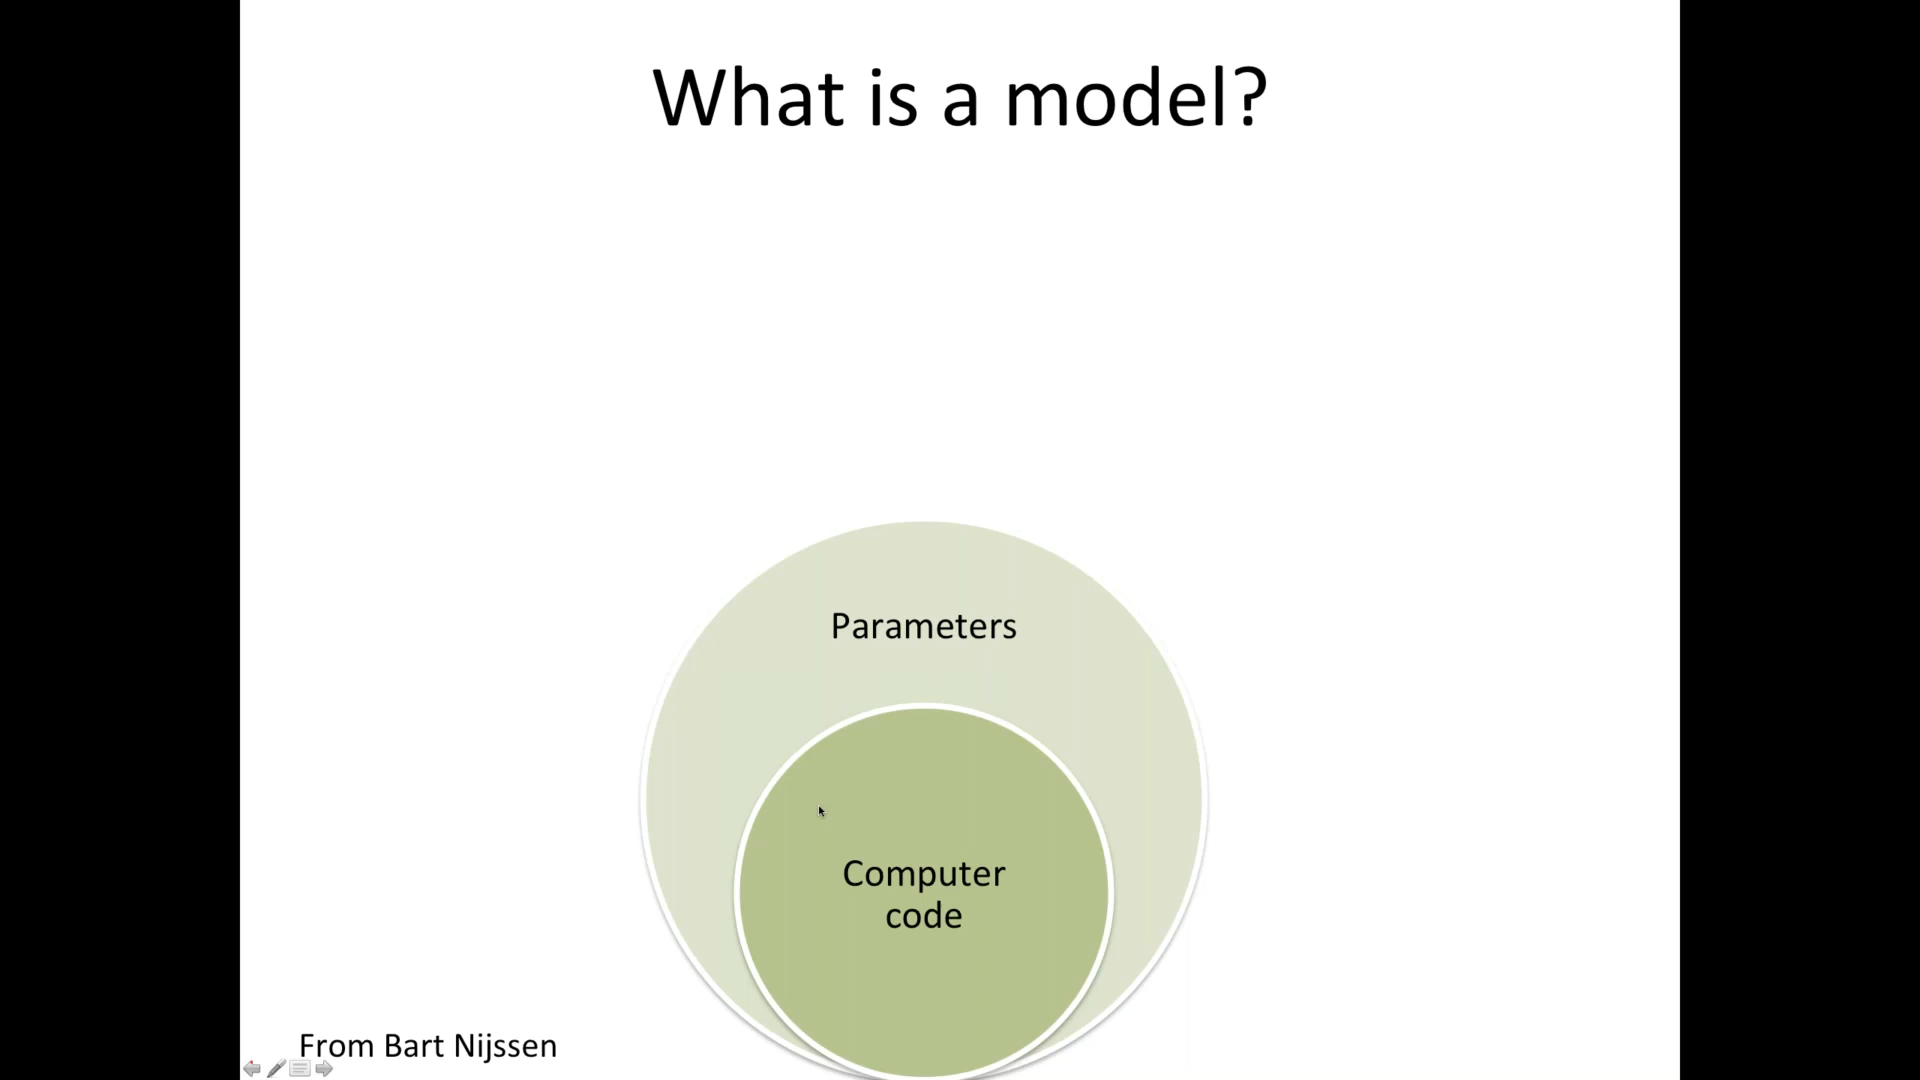 What is a model?
Parameters
Computer
code
From Bart Nijssen